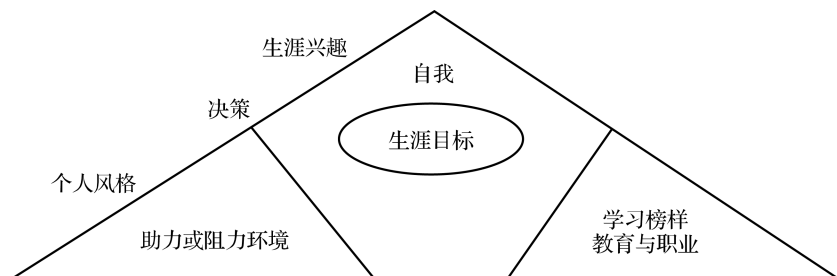 生涯兴趣
自我
决策
生涯目标
个人风格
助力或阻力环境
学习榜样
教育与职业